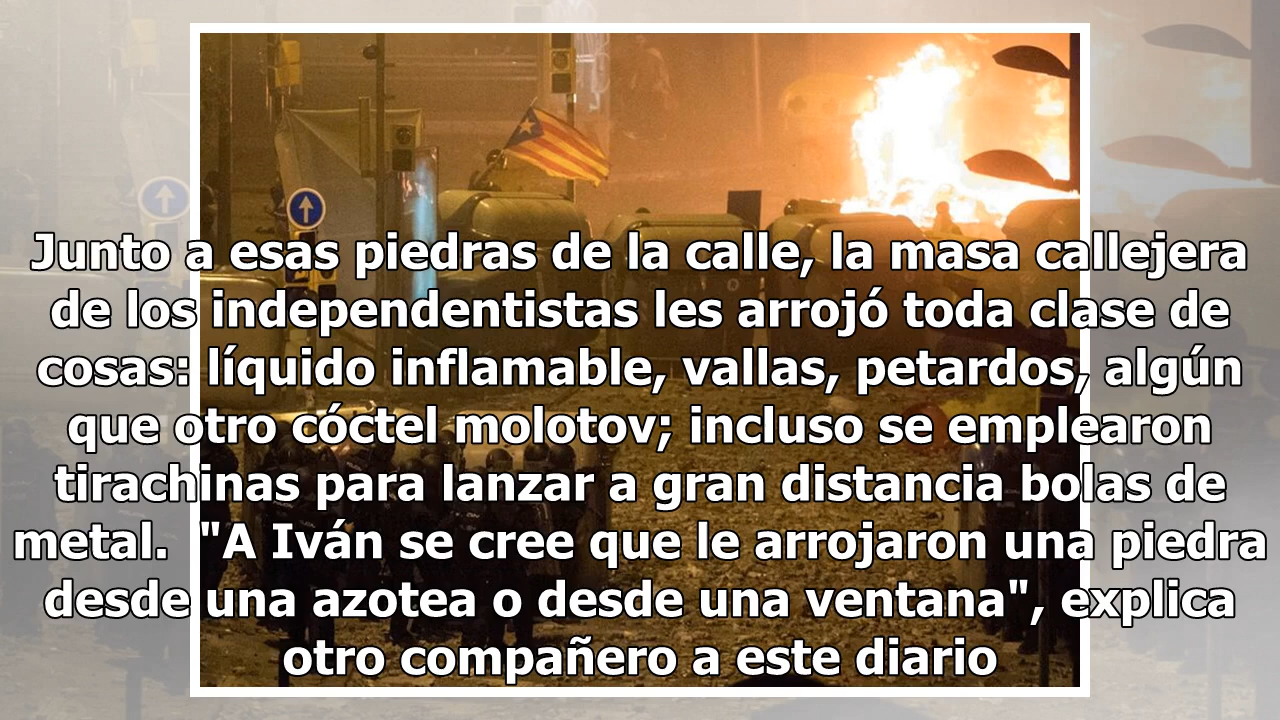 Junto a esas piedras de la calle, la masa callejera
de los independentistas les arrojó toda clase de
cosas: líquido inflamable, vallas, petardos, algún
que otro cóctel molotov; incluso se emplearon
tirachinas para lanzar a gran distancia bolas de
metal.  "A Iván se cree que le arrojaron una piedra
desde una azotea o desde una ventana", explica
otro compañero a este diario